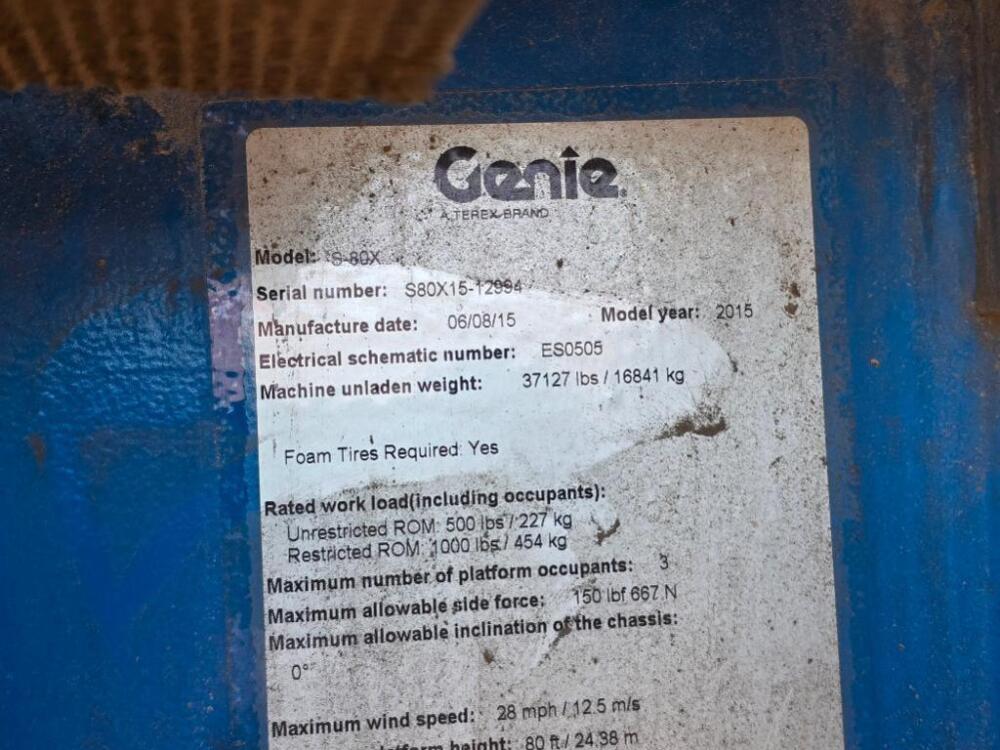 Genie
A TEREX BRAND
Model: S-80X
Serial number: S80X15-12994
Manufacture date: 06/08/15 Model year: 2015
Electrical schematic number: ES0505
Machine unladen weight: 37127 lbs / 16841 kg
Foam Tires Required: Yes
Rated work load(including occupants):
Unrestricted ROM: 500 lbs / 227 kg
Restricted ROM: 1000 lbs / 454 kg
Maximum number of platform occupants: 3
Maximum allowable side force: 150 lbf 667 N
Maximum allowable inclination of the chassis:
0°
Maximum wind speed: 28 mph / 12.5 m/s
height: 80 ft / 24.38 m